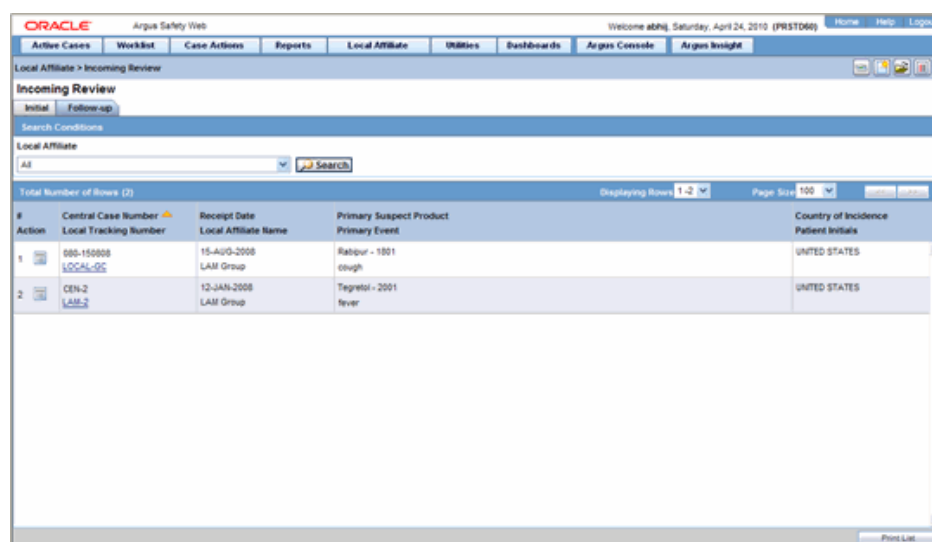 ORACLE Argus Safety Web Welcome abhij, Saturday, April 24, 2010 (PRSTD60) Home Help Logou
Active Cases Worklist Case Actions Reports Local Affiliate Utilities Dashboards Argus Console Argus Insight
Local Affiliate > Incoming Review
Incoming Review
Initial Follow-up
Search Conditions
Local Affiliate
All Search
Total Number of Rows (2) Displaying Rows 1 -2 Page Size 100
# Central Case Number Receipt Date Primary Suspect Product Country of Incidence
Action Local Tracking Number Local Affiliate Name Primary Event Patient Initials
1 080-150808 15-AUG-2008 Rabipur - 1801 UNITED STATES
LOCAL-GC LAM Group cough
2 CEN-2 12-JAN-2008 Tegretol - 2001 UNITED STATES
LAM-2 LAM Group fever
Print List